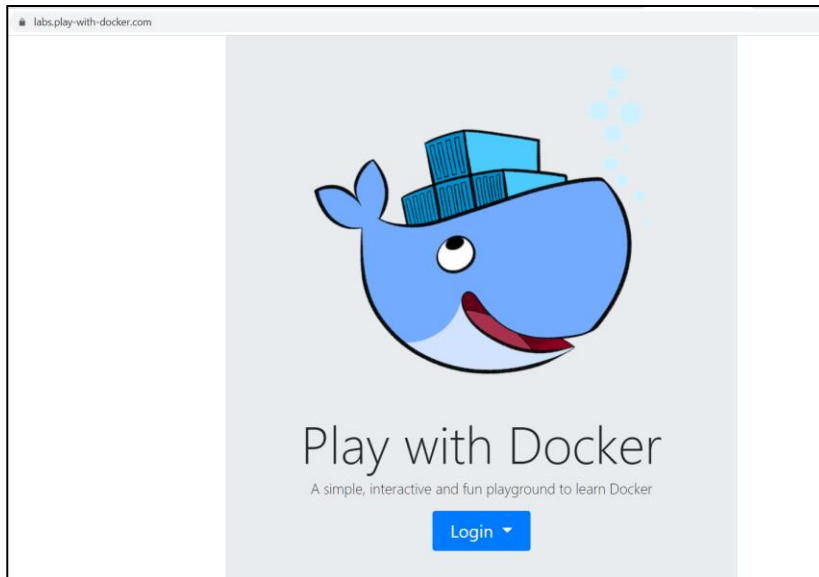 labs.play-with-docker.com
Play with Docker
A simple, interactive and fun playground to learn Docker
Login